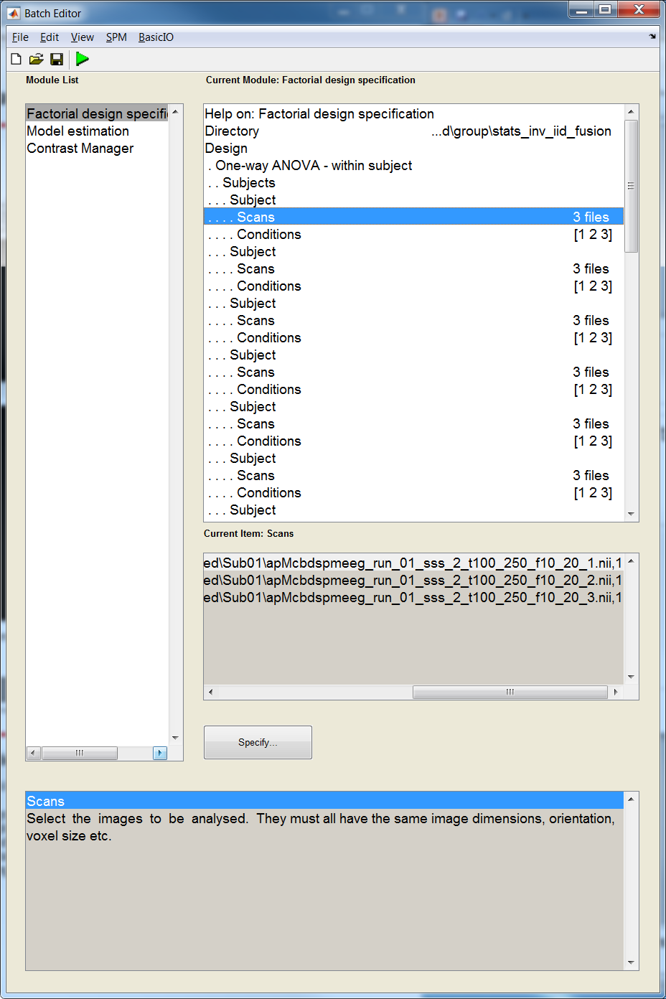 Batch Editor
File Edit View SPM BasicIO
Module List
Current Module: Factorial design specification
Factorial design specifi
Model estimation
Contrast Manager
Help on: Factorial design specification
Directory ...d\group\stats_inv_iid_fusion
Design
. One-way ANOVA - within subject
. . Subjects
. . . Subject
. . . . Scans 3 files
. . . . Conditions [1 2 3]
. . . Subject
. . . . Scans 3 files
. . . . Conditions [1 2 3]
. . . Subject
. . . . Scans 3 files
. . . . Conditions [1 2 3]
. . . Subject
. . . . Scans 3 files
. . . . Conditions [1 2 3]
. . . Subject
. . . . Scans 3 files
. . . . Conditions [1 2 3]
. . . Subject
. . . . Scans 3 files
. . . . Conditions [1 2 3]
. . . Subject
Current Item: Scans
ed\Sub01\apMcbdspmeeg_run_01_sss_2_t100_250_f10_20_1.nii,1
ed\Sub01\apMcbdspmeeg_run_01_sss_2_t100_250_f10_20_2.nii,1
ed\Sub01\apMcbdspmeeg_run_01_sss_2_t100_250_f10_20_3.nii,1
Specify...
Scans
Select the images to be analysed. They must all have the same image dimensions, orientation,
voxel size etc.